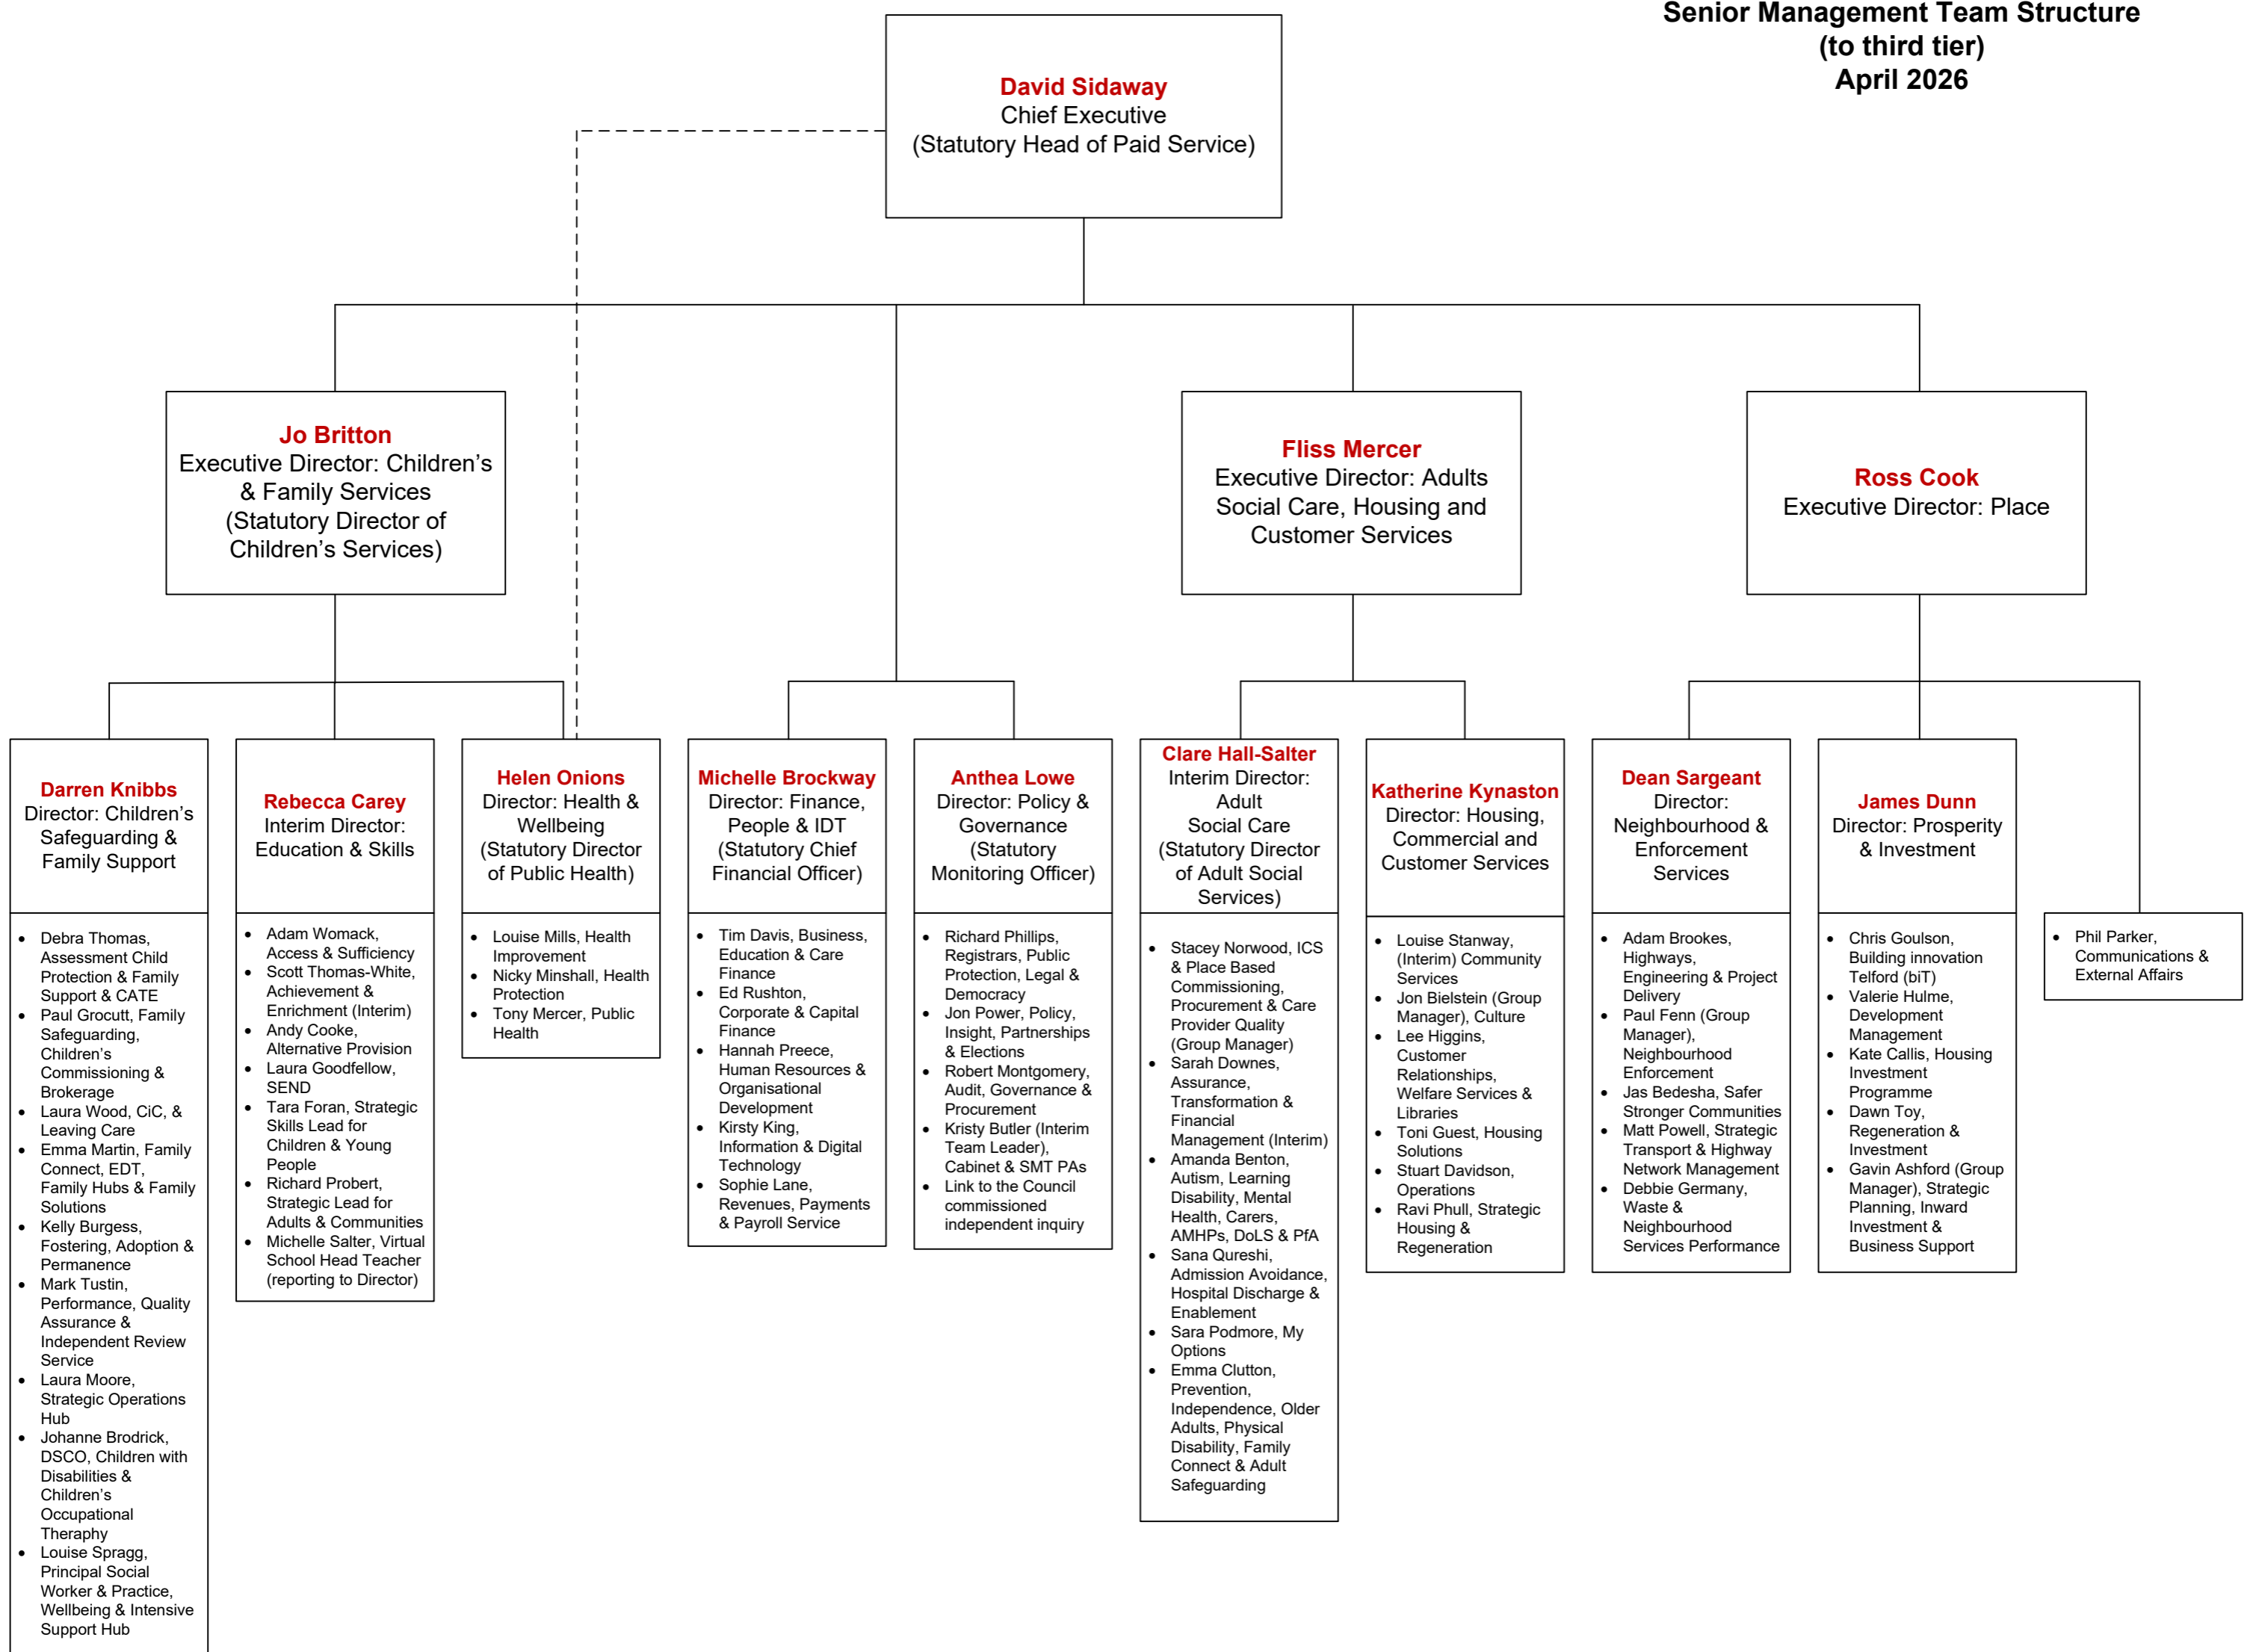 Senior Management Team Structure
(to third tier)
April 2026
David Sidaway
Chief Executive
(Statutory Head of Paid Service)
Jo Britton
Executive Director: Children’s
& Family Services
(Statutory Director of
Children’s Services)
Fliss Mercer
Executive Director: Adults
Social Care, Housing and
Customer Services
Ross Cook
Executive Director: Place
Darren Knibbs
Director: Children’s
Safeguarding &
Family Support
• Debra Thomas,
Assessment Child
Protection & Family
Support & CATE
• Paul Grocutt, Family
Safeguarding,
Children’s
Commissioning &
Brokerage
• Laura Wood, CiC, &
Leaving Care
• Emma Martin, Family
Connect, EDT,
Family Hubs & Family
Solutions
• Kelly Burgess,
Fostering, Adoption &
Permanence
• Mark Tustin,
Performance, Quality
Assurance &
Independent Review
Service
• Laura Moore,
Strategic Operations
Hub
• Johanne Brodrick,
DSCO, Children with
Disabilities &
Children’s
Occupational
Theraphy
• Louise Spragg,
Principal Social
Worker & Practice,
Wellbeing & Intensive
Support Hub
Rebecca Carey
Interim Director:
Education & Skills
• Adam Womack,
Access & Sufficiency
• Scott Thomas-White,
Achievement &
Enrichment (Interim)
• Andy Cooke,
Alternative Provision
• Laura Goodfellow,
SEND
• Tara Foran, Strategic
Skills Lead for
Children & Young
People
• Richard Probert,
Strategic Lead for
Adults & Communities
• Michelle Salter, Virtual
School Head Teacher
(reporting to Director)
Helen Onions
Director: Health &
Wellbeing
(Statutory Director
of Public Health)
• Louise Mills, Health
Improvement
• Nicky Minshall, Health
Protection
• Tony Mercer, Public
Health
Michelle Brockway
Director: Finance,
People & IDT
(Statutory Chief
Financial Officer)
• Tim Davis, Business,
Education & Care
Finance
• Ed Rushton,
Corporate & Capital
Finance
• Hannah Preece,
Human Resources &
Organisational
Development
• Kirsty King,
Information & Digital
Technology
• Sophie Lane,
Revenues, Payments
& Payroll Service
Anthea Lowe
Director: Policy &
Governance
(Statutory
Monitoring Officer)
• Richard Phillips,
Registrars, Public
Protection, Legal &
Democracy
• Jon Power, Policy,
Insight, Partnerships
& Elections
• Robert Montgomery,
Audit, Governance &
Procurement
• Kristy Butler (Interim
Team Leader),
Cabinet & SMT PAs
• Link to the Council
commissioned
independent inquiry
Clare Hall-Salter
Interim Director:
Adult
Social Care
(Statutory Director
of Adult Social
Services)
• Stacey Norwood, ICS
& Place Based
Commissioning,
Procurement & Care
Provider Quality
(Group Manager)
• Sarah Downes,
Assurance,
Transformation &
Financial
Management (Interim)
• Amanda Benton,
Autism, Learning
Disability, Mental
Health, Carers,
AMHPs, DoLS & PfA
• Sana Qureshi,
Admission Avoidance,
Hospital Discharge &
Enablement
• Sara Podmore, My
Options
• Emma Clutton,
Prevention,
Independence, Older
Adults, Physical
Disability, Family
Connect & Adult
Safeguarding
Katherine Kynaston
Director: Housing,
Commercial and
Customer Services
• Louise Stanway,
(Interim) Community
Services
• Jon Bielstein (Group
Manager), Culture
• Lee Higgins,
Customer
Relationships,
Welfare Services &
Libraries
• Toni Guest, Housing
Solutions
• Stuart Davidson,
Operations
• Ravi Phull, Strategic
Housing &
Regeneration
Dean Sargeant
Director:
Neighbourhood &
Enforcement
Services
• Adam Brookes,
Highways,
Engineering & Project
Delivery
• Paul Fenn (Group
Manager),
Neighbourhood
Enforcement
• Jas Bedesha, Safer
Stronger Communities
• Matt Powell, Strategic
Transport & Highway
Network Management
• Debbie Germany,
Waste &
Neighbourhood
Services Performance
James Dunn
Director: Prosperity
& Investment
• Chris Goulson,
Building innovation
Telford (biT)
• Valerie Hulme,
Development
Management
• Kate Callis, Housing
Investment
Programme
• Dawn Toy,
Regeneration &
Investment
• Gavin Ashford (Group
Manager), Strategic
Planning, Inward
Investment &
Business Support
• Phil Parker,
Communications &
External Affairs